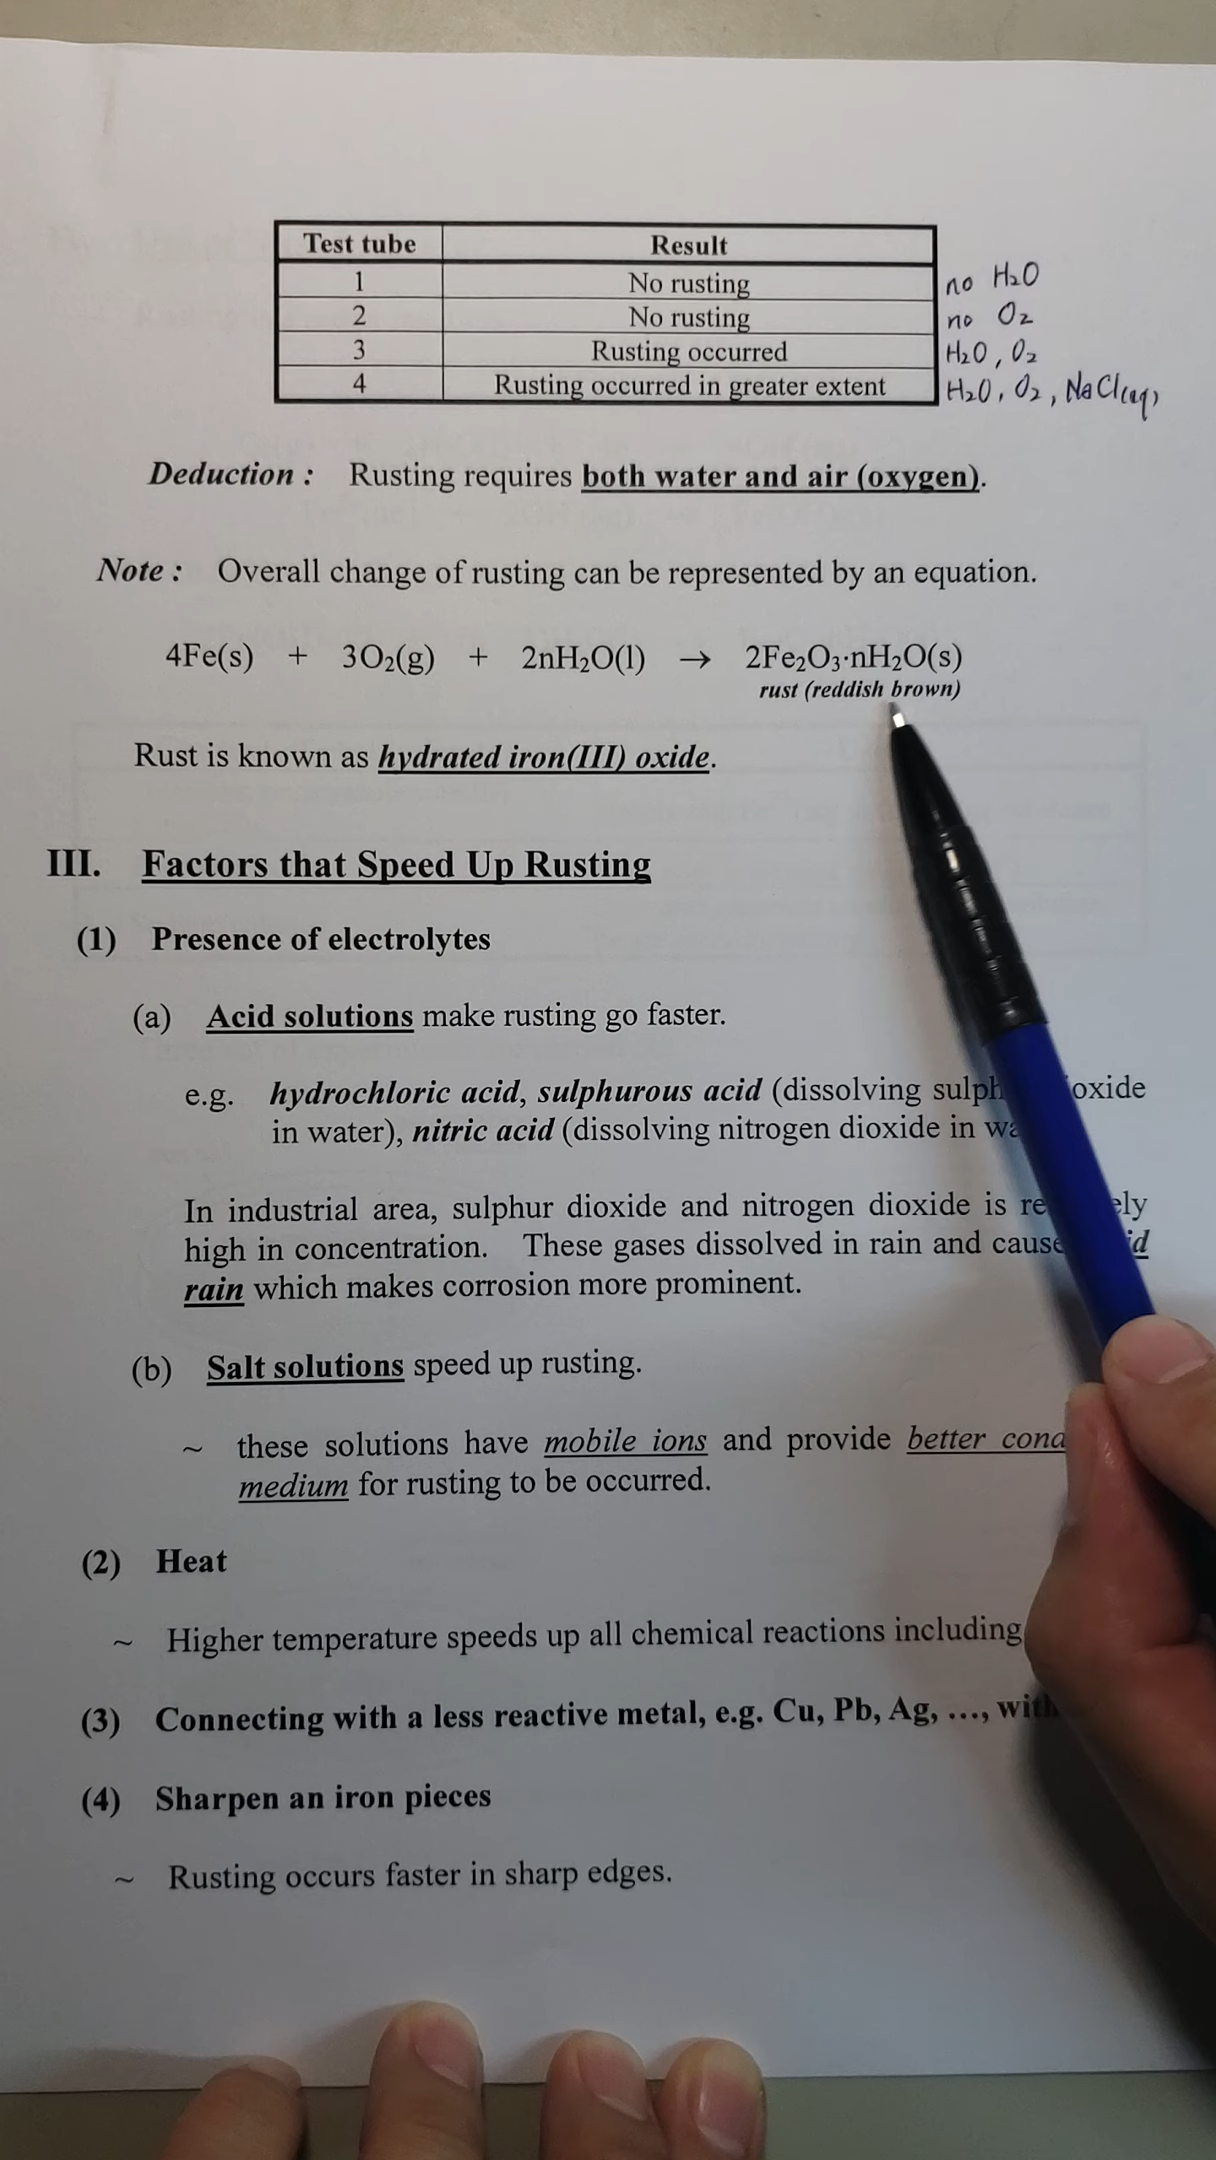 Test tube Result
1 No rusting no H₂O
2 No rusting no O₂
3 Rusting occurred H₂O, O₂
4 Rusting occurred in greater extent H₂O, O₂, NaCl(aq)
Deduction : Rusting requires both water and air (oxygen).
Note : Overall change of rusting can be represented by an equation.
4Fe(s) + 3O₂(g) + 2nH₂O(l) → 2Fe₂O₃·nH₂O(s)
rust (reddish brown)
Rust is known as hydrated iron(III) oxide.
III. Factors that Speed Up Rusting
(1) Presence of electrolytes
(a) Acid solutions make rusting go faster.
e.g. hydrochloric acid, sulphurous acid (dissolving oxide
in water), nitric acid (dissolving nitrogen dioxide in
In industrial area, sulphur dioxide and nitrogen dioxide is
high in concentration. These gases dissolved in rain and cause
rain which makes corrosion more prominent.
(b) Salt solutions speed up rusting.
~ these solutions have mobile ions and provide better
medium for rusting to be occurred.
(2) Heat
~ Higher temperature speeds up all chemical reactions including
(3) Connecting with a less reactive metal, e.g. Cu, Pb, Ag, ..., with
(4) Sharpen an iron pieces
~ Rusting occurs faster in sharp edges.